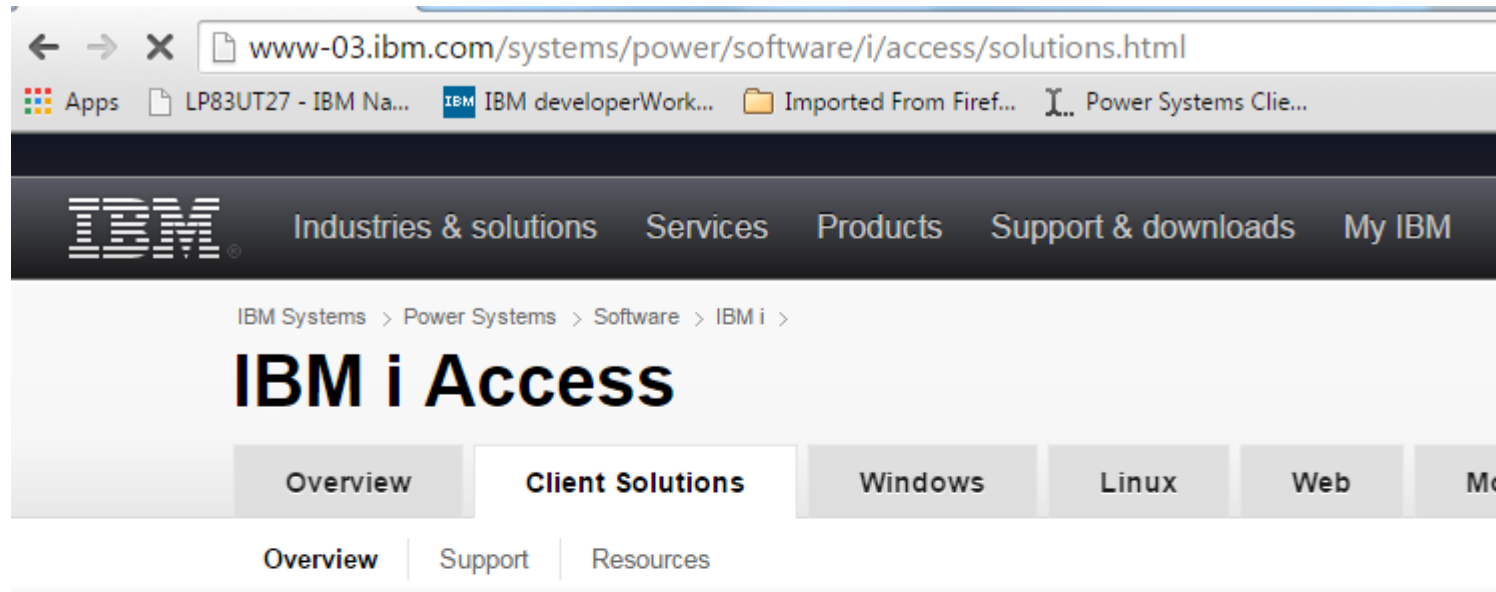 www-03.ibm.com/systems/power/software/i/access/solutions.html
Apps LP83UT27 - IBM Na... IBM IBM developerWork... Imported From Firef... Power Systems Clie...
IBM® Industries & solutions Services Products Support & downloads My IBM
IBM Systems > Power Systems > Software > IBM i >
IBM i Access
Overview Client Solutions Windows Linux Web Mo
Overview Support Resources